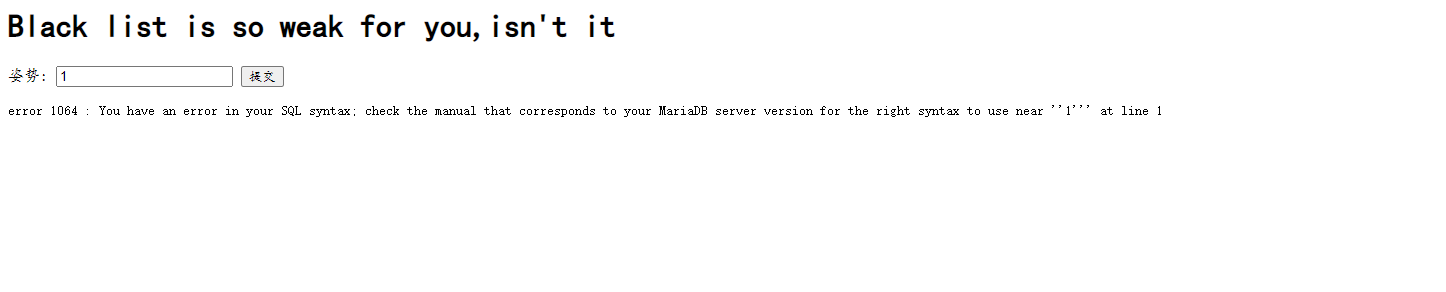 Black list is so weak for you,isn't it
姿势: 1 提交
error 1064 : You have an error in your SQL syntax; check the manual that corresponds to your MariaDB server version for the right syntax to use near ''1''' at line 1